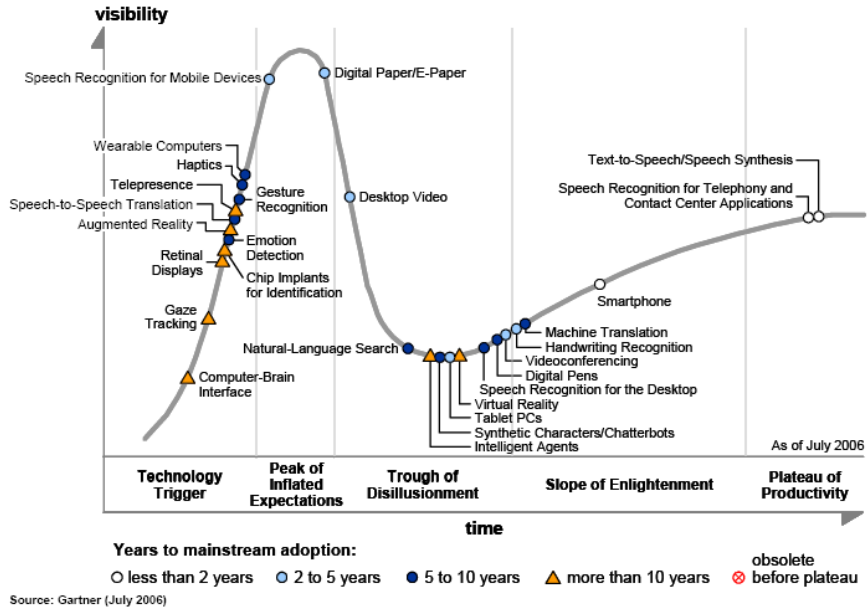 visibility
Speech Recognition for Mobile Devices
Digital Paper/E-Paper
Wearable Computers
Haptics
Telepresence
Gesture
Recognition
Speech-to-Speech Translation
Augmented Reality
Emotion
Detection
Retinal
Displays
Chip Implants
for Identification
Gaze
Tracking
Computer-Brain
Interface
Desktop Video
Text-to-Speech/Speech Synthesis
Speech Recognition for Telephony and
Contact Center Applications
Smartphone
Natural-Language Search
Machine Translation
Handwriting Recognition
Videoconferencing
Digital Pens
Speech Recognition for the Desktop
Virtual Reality
Tablet PCs
Synthetic Characters/Chatterbots
Intelligent Agents
As of July 2006
Technology
Trigger
Peak of
Inflated
Expectations
Trough of
Disillusionment
Slope of Enlightenment
Plateau of
Productivity
time
Years to mainstream adoption:
less than 2 years
2 to 5 years
5 to 10 years
more than 10 years
obsolete
before plateau
Source: Gartner (July 2006)